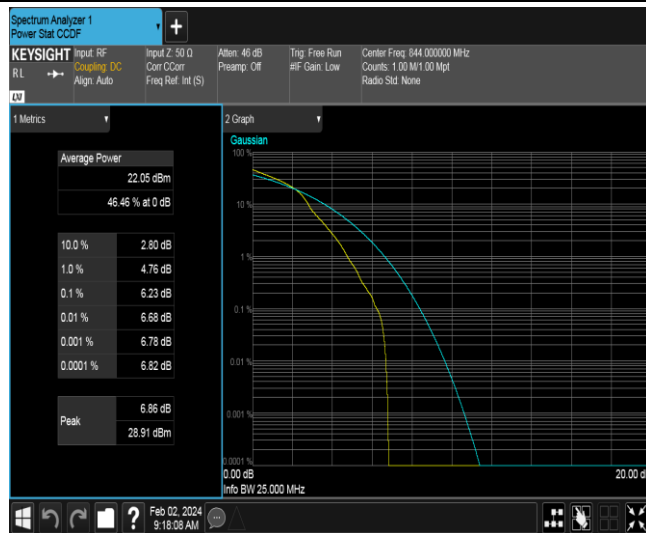 Spectrum Analyzer 1
Power Stat CCDF
+
KEYSIGHT
RL
Input: RF
Coupling: DC
Align: Auto
Input Z: 50 Ω
Corr CCorr
Freq Ref: Int (S)
Atten: 46 dB
Preamp: Off
Trig: Free Run
#IF Gain: Low
Center Freq: 844.000000 MHz
Counts: 1.00 M/1.00 Mpt
Radio Std: None
1 Metrics
Average Power
22.05 dBm
46.46 % at 0 dB
10.0 % 2.80 dB
1.0 % 4.76 dB
0.1 % 6.23 dB
0.01 % 6.68 dB
0.001 % 6.78 dB
0.0001 % 6.82 dB
Peak
6.86 dB
28.91 dBm
2 Graph
Gaussian
100 %
10 %
1 %
0.1 %
0.01 %
0.001 %
0.0001 %
0.00 dB
20.00 d
Info BW 25.000 MHz
?
Feb 02, 2024
9:18:08 AM